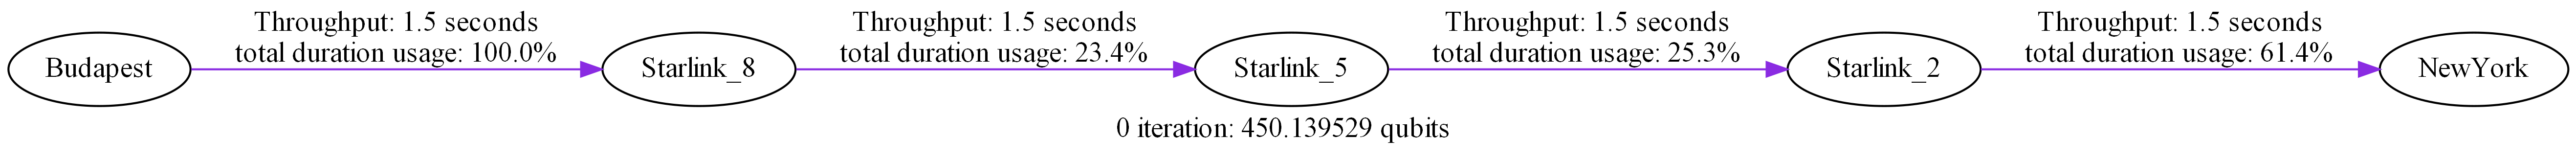 Budapest
Throughput: 1.5 seconds
total duration usage: 100.0%
Starlink_8
Throughput: 1.5 seconds
total duration usage: 23.4%
Starlink_5
Throughput: 1.5 seconds
total duration usage: 25.3%
Starlink_2
Throughput: 1.5 seconds
total duration usage: 61.4%
NewYork
0 iteration: 450.139529 qubits